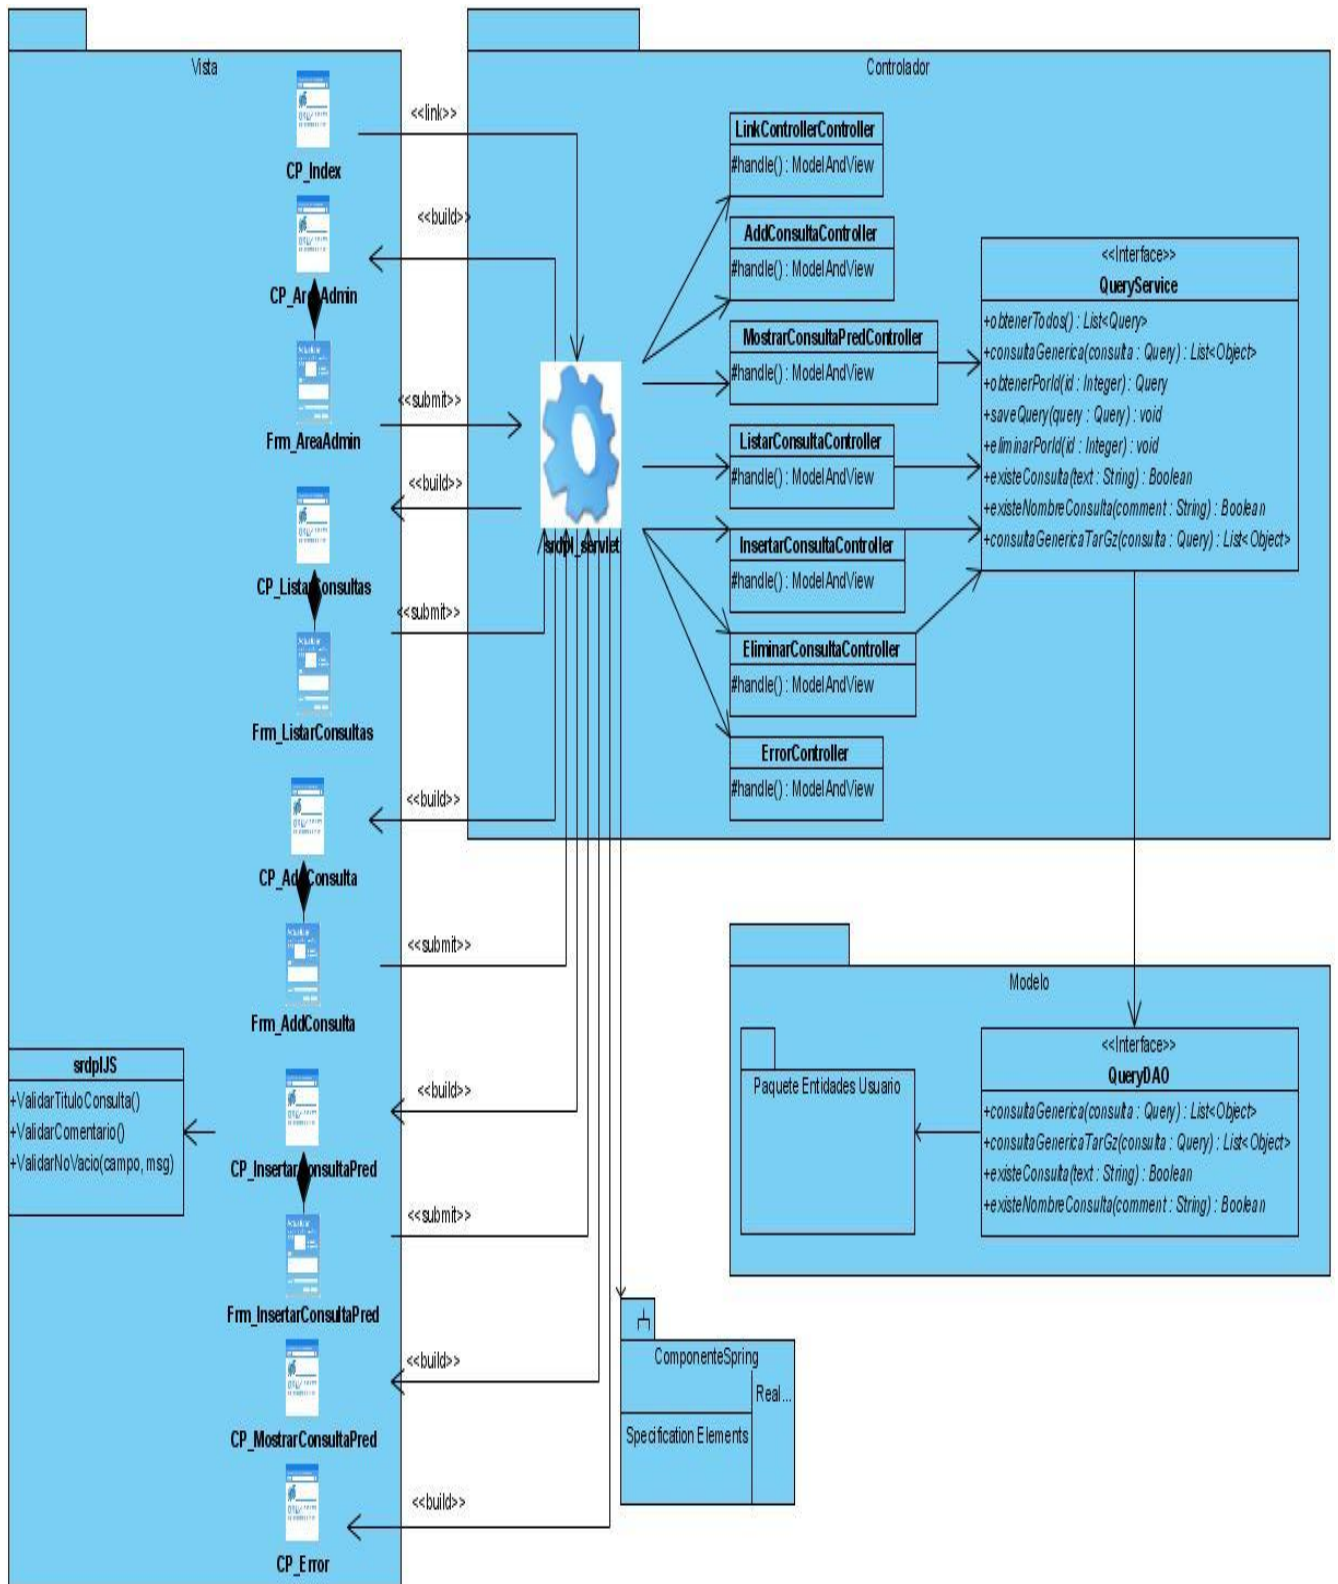 Vista
CP_Index
CP_AreaAdmin
Frm_AreaAdmin
CP_ListarConsultas
Frm_ListarConsultas
CP_AddConsulta
Frm_AddConsulta
srdplJS
+ValidarTituloConsulta()
+ValidarComentario()
+ValidarNoVacio(campo, msg)
CP_InsertarConsultaPred
Frm_InsertarConsultaPred
CP_MostrarConsultaPred
CP_Error
<<link>>
<<build>>
<<submit>>
<<build>>
<<submit>>
<<build>>
<<submit>>
<<build>>
<<submit>>
<<build>>
<<build>>
Controlador
srdpl_servlet
LinkControllerController
#handle() : ModelAndView
AddConsultaController
#handle() : ModelAndView
MostrarConsultaPredController
#handle() : ModelAndView
ListarConsultaController
#handle() : ModelAndView
InsertarConsultaController
#handle() : ModelAndView
EliminarConsultaController
#handle() : ModelAndView
ErrorController
#handle() : ModelAndView
<<Interface>>
QueryService
+obtenerTodos() : List<Query>
+consultaGenerica(consulta : Query) : List<Object>
+obtenerPorId(id : Integer) : Query
+saveQuery(query : Query) : void
+eliminarPorId(id : Integer) : void
+existeConsulta(text : String) : Boolean
+existeNombreConsulta(comment : String) : Boolean
+consultaGenericaTarGz(consulta : Query) : List<Object>
Modelo
Paquete Entidades Usuario
<<Interface>>
QueryDAO
+consultaGenerica(consulta : Query) : List<Object>
+consultaGenericaTarGz(consulta : Query) : List<Object>
+existeConsulta(text : String) : Boolean
+existeNombreConsulta(comment : String) : Boolean
ComponenteSpring
Real...
Specification Elements